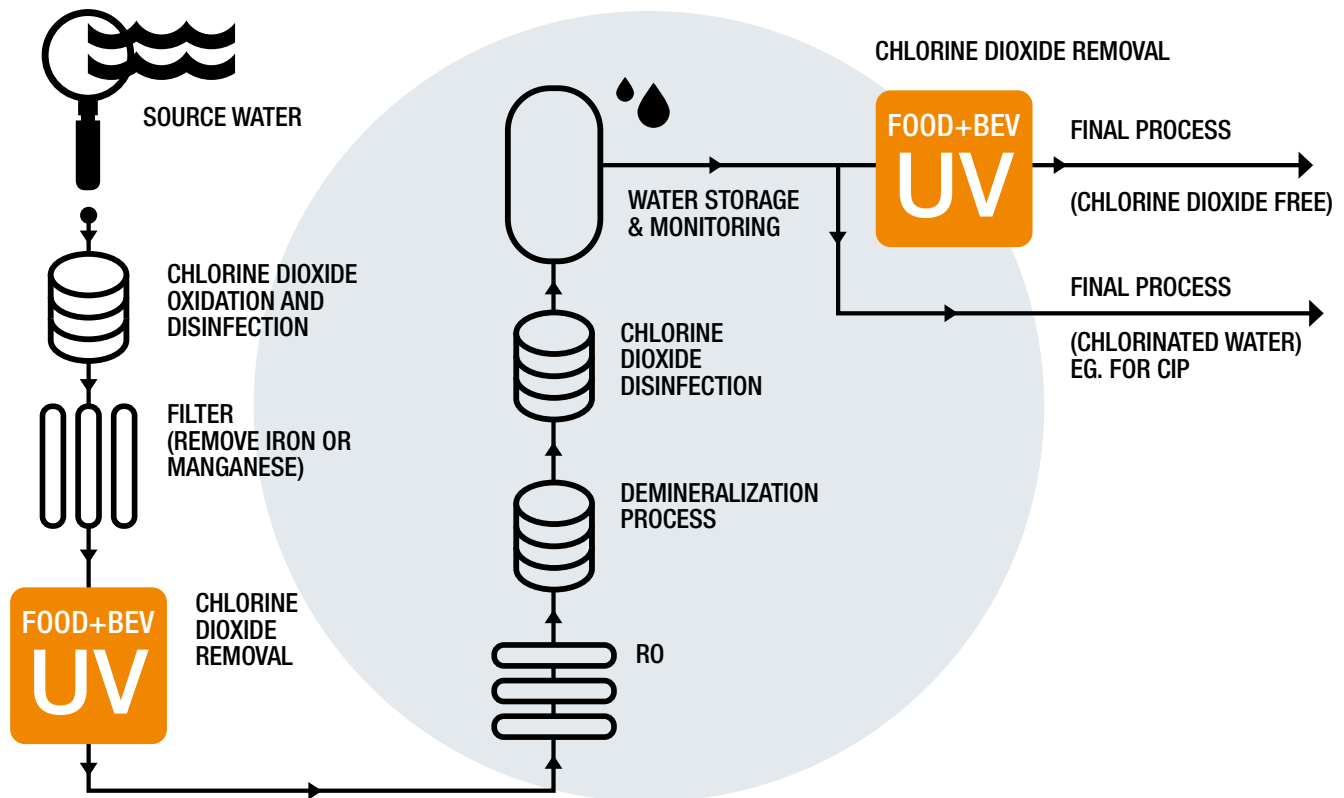 SOURCE WATER
CHLORINE DIOXIDE
OXIDATION AND
DISINFECTION
FILTER
(REMOVE IRON OR
MANGANESE)
FOOD+BEV
UV
CHLORINE
DIOXIDE
REMOVAL
RO
DEMINERALIZATION
PROCESS
CHLORINE
DIOXIDE
DISINFECTION
WATER STORAGE
& MONITORING
CHLORINE DIOXIDE REMOVAL
FOOD+BEV
UV
FINAL PROCESS
(CHLORINE DIOXIDE FREE)
FINAL PROCESS
(CHLORINATED WATER)
EG. FOR CIP